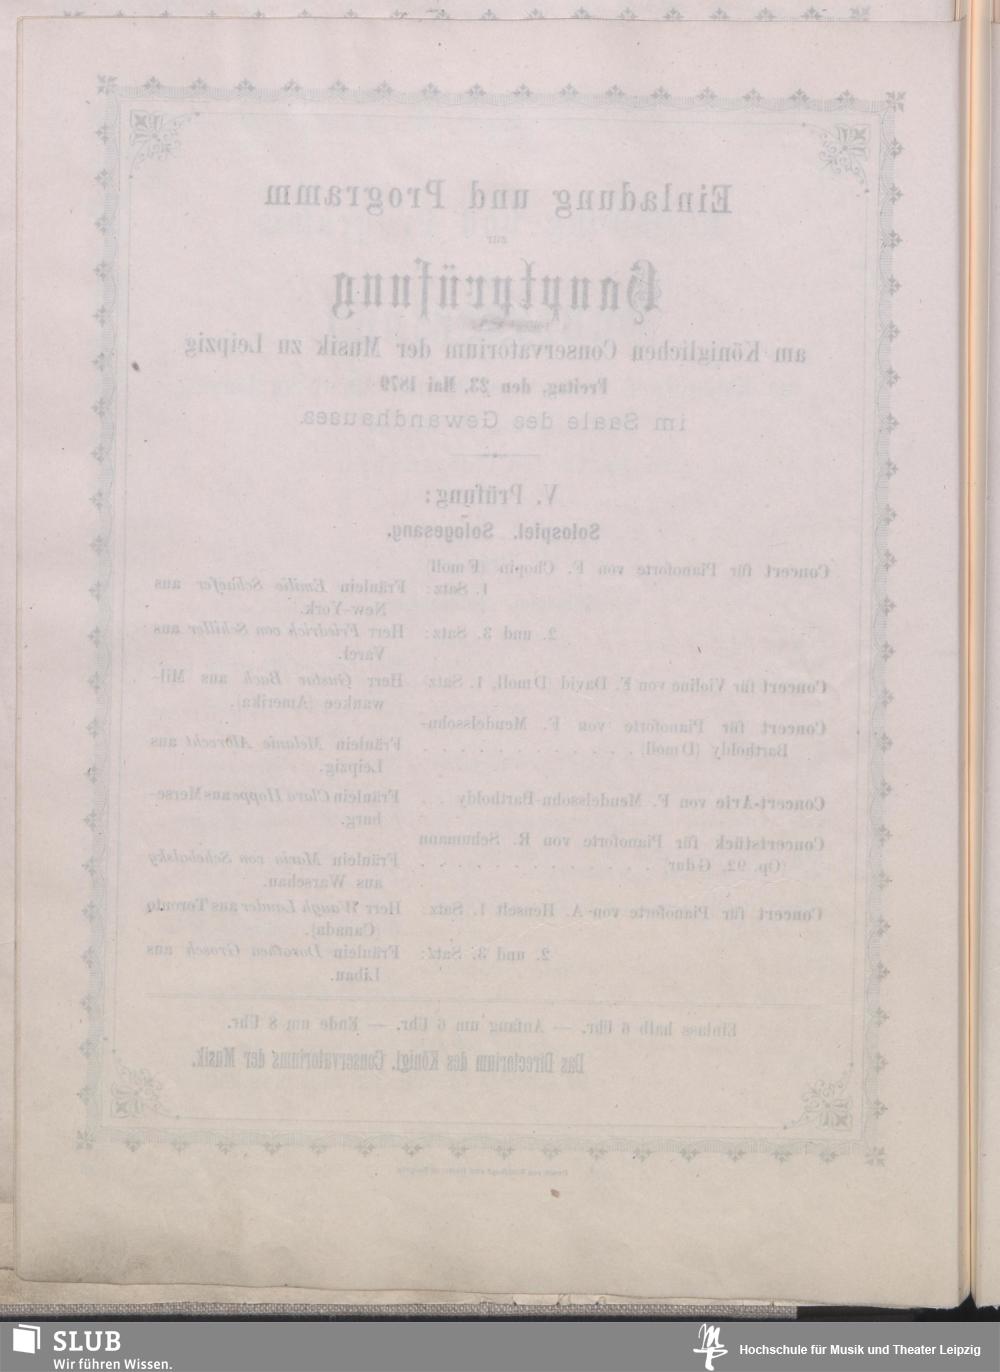 Einladung und Programm
zur
Hauptprüfung
am Königlichen Conservatorium der Musik zu Leipzig
Freitag, den 23. Mai 1879
im Saale des Gewandhauses.
V. Prüfung:
Solospiel. Sologesang.
Concert für Pianoforte von F. Chopin (F moll)
1. Satz: Fräulein Emilie Schaefer aus
New-York.
2. und 3. Satz: Herr Friedrich von Schiller aus
Varel.
Concert für Violine von F. David (D moll, 1. Satz) Herr Gustav Bach aus Mil-
waukee (Amerika).
Concert für Pianoforte von F. Mendelssohn-
Bartholdy (D moll) . . . . . . . . . . . . Fräulein Melanie Albrecht aus
Leipzig.
Concert-Arie von F. Mendelssohn-Bartholdy . . Fräulein Clara Hoppe aus Merse-
burg.
Concertstück für Pianoforte von R. Schumann
(Op. 92, G dur) . . . . . . . . . . . . Fräulein Maria von
aus Warschau.
Concert für Pianoforte von A. Henselt 1. Satz: Herr Waugh Lauder aus Toronto
(Canada).
2. und 3. Satz: Fräulein Dorothea Grosch aus
Libau.
Einlass halb 6 Uhr. — Anfang um 6 Uhr. — Ende um 8 Uhr.
Das Directorium des Königl. Conservatoriums der Musik.
SLUB
Wir führen Wissen.
Hochschule für Musik und Theater Leipzig